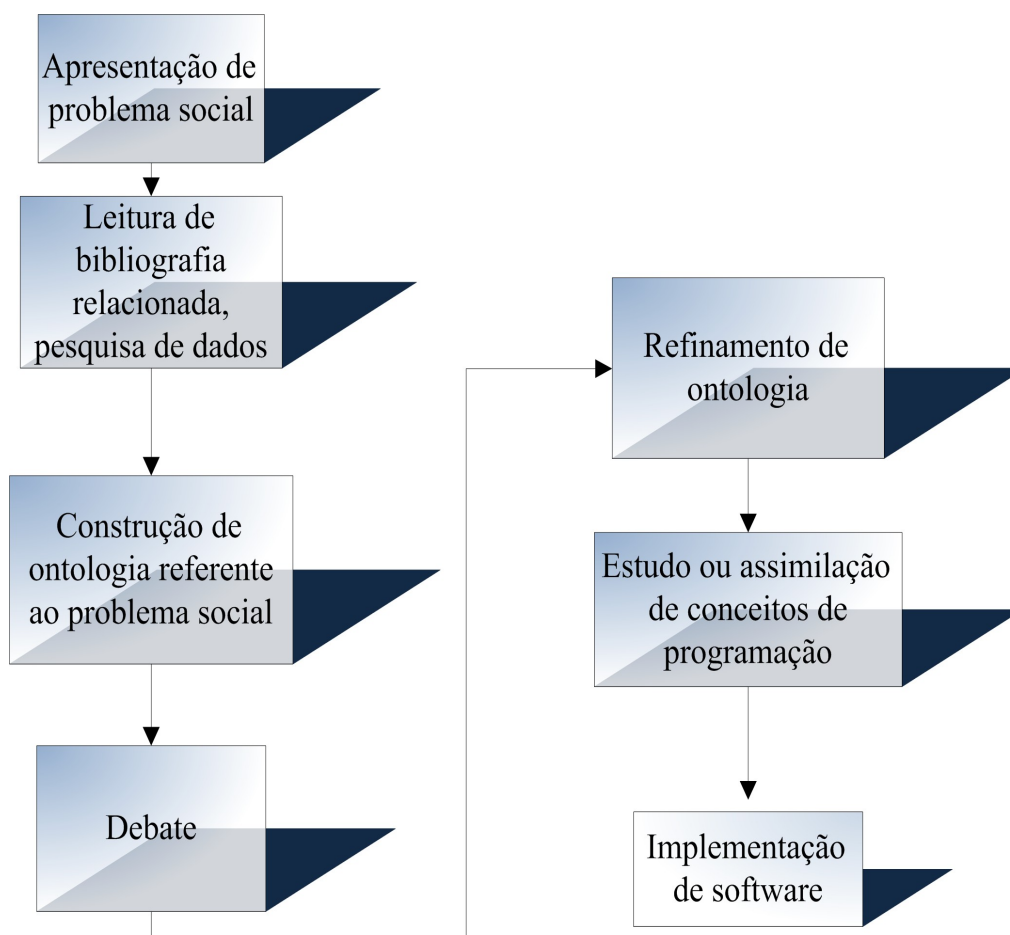 Apresentação de
problema social
Leitura de
bibliografia
relacionada,
pesquisa de dados
Construção de
ontologia referente
ao problema social
Debate
Refinamento de
ontologia
Estudo ou assimilação
de conceitos de
programação
Implementação
de software